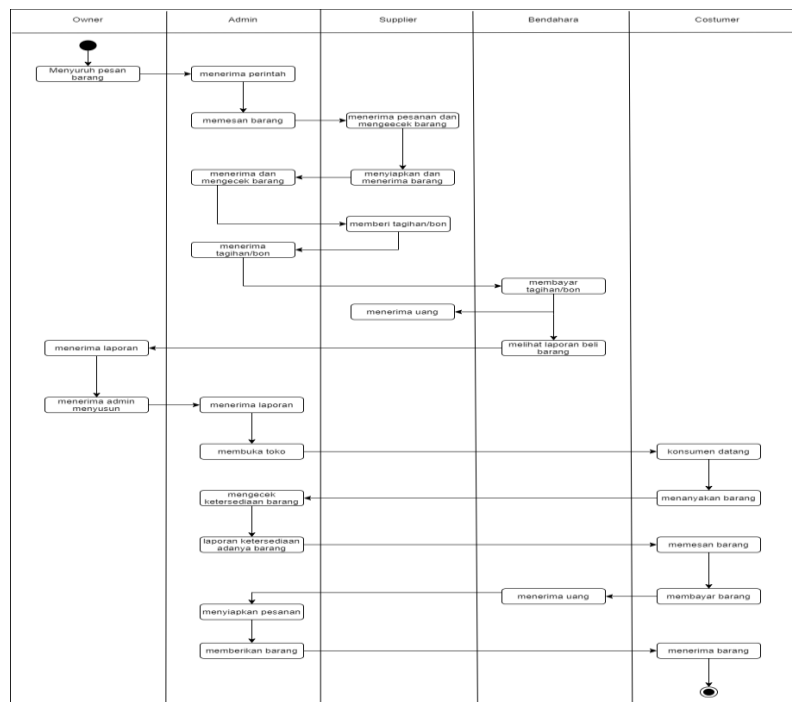 Owner
Admin
Supplier
Bendahara
Costumer
Menyuruh pesan
barang
menerima perintah
memesan barang
menerima pesanan dan
mengeecek barang
menyiapkan dan
menerima barang
menerima dan
mengecek barang
memberi tagihan/bon
menerima
tagihan/bon
membayar
tagihan/bon
menerima uang
melihat laporan beli
barang
menerima laporan
menerima admin
menyusun
menerima laporan
membuka toko
konsumen datang
menanyakan barang
mengecek
ketersediaan barang
laporan ketersediaan
adanya barang
memesan barang
membayar barang
menerima uang
menyiapkan pesanan
memberikan barang
menerima barang